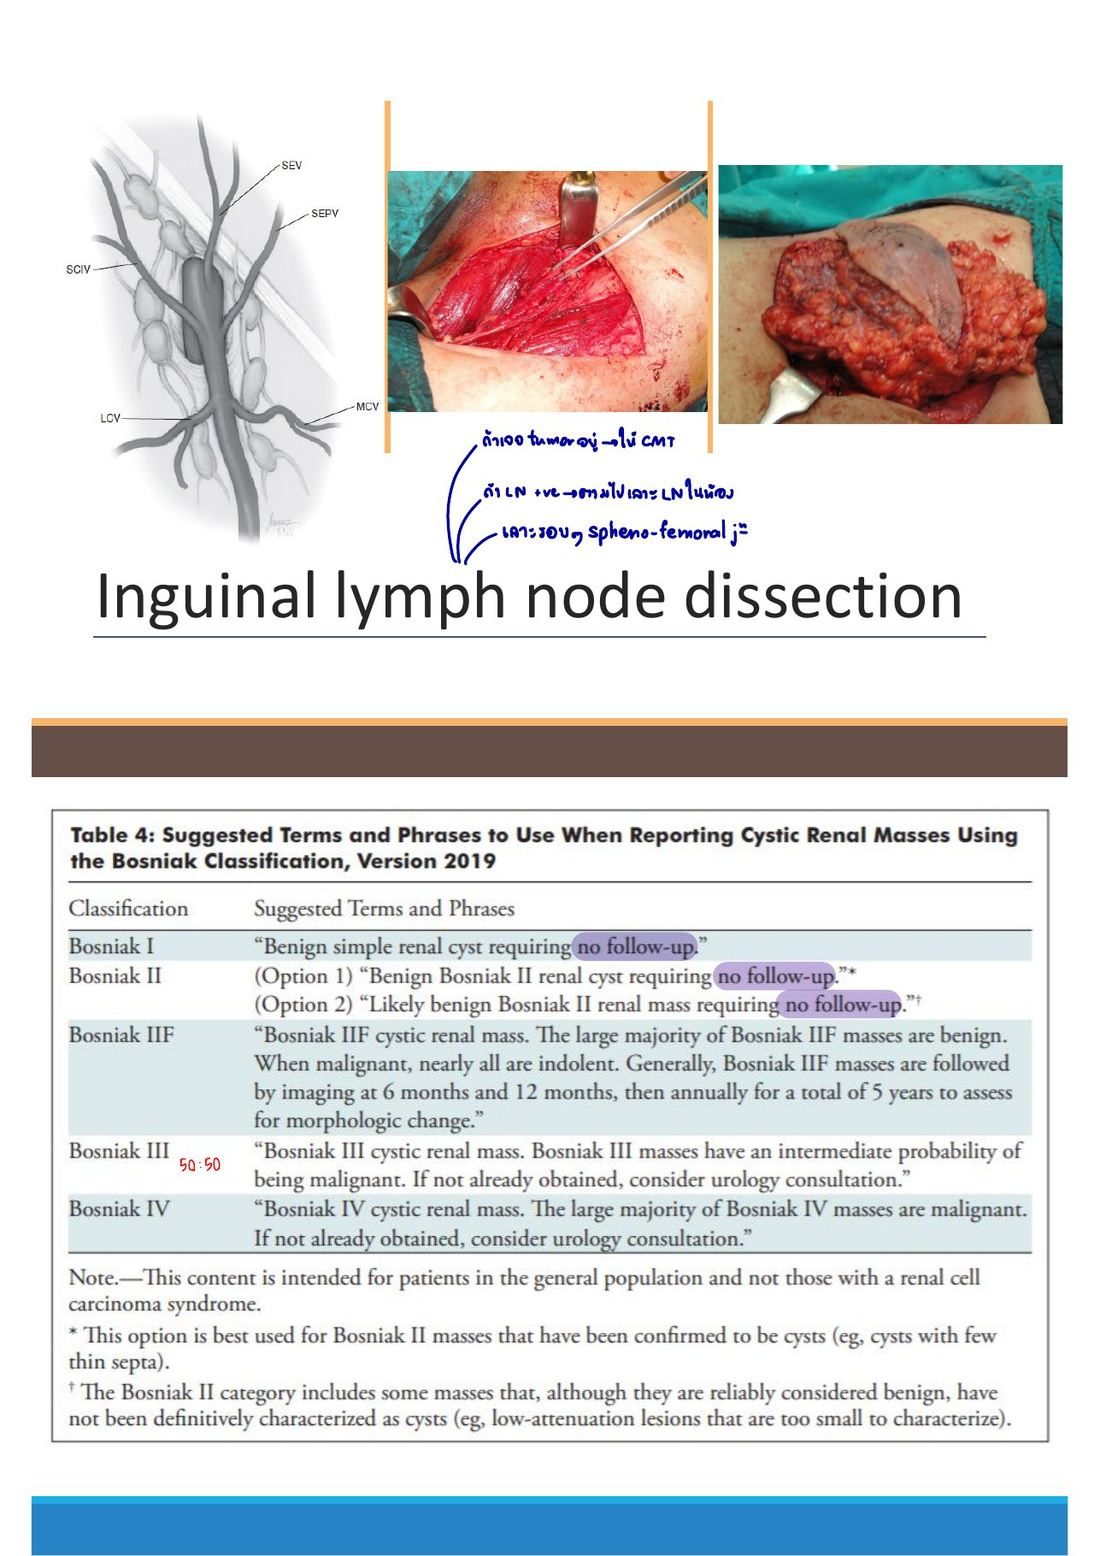 SEV
SEPV
SCIV
LCV
MCV
ถ้าเจอ tumor อยู่ → ให้ CMT
ถ้า LN +ve → ตามไปเลาะ LN ในท้อง
เลาะรอบๆ spheno-femoral jⁿ
Inguinal lymph node dissection
Table 4: Suggested Terms and Phrases to Use When Reporting Cystic Renal Masses Using
the Bosniak Classification, Version 2019
Classification Suggested Terms and Phrases
Bosniak I “Benign simple renal cyst requiring no follow-up.”
Bosniak II (Option 1) “Benign Bosniak II renal cyst requiring no follow-up.”*
(Option 2) “Likely benign Bosniak II renal mass requiring no follow-up.”†
Bosniak IIF “Bosniak IIF cystic renal mass. The large majority of Bosniak IIF masses are benign.
When malignant, nearly all are indolent. Generally, Bosniak IIF masses are followed
by imaging at 6 months and 12 months, then annually for a total of 5 years to assess
for morphologic change.”
Bosniak III 50:50 “Bosniak III cystic renal mass. Bosniak III masses have an intermediate probability of
being malignant. If not already obtained, consider urology consultation.”
Bosniak IV “Bosniak IV cystic renal mass. The large majority of Bosniak IV masses are malignant.
If not already obtained, consider urology consultation.”
Note.—This content is intended for patients in the general population and not those with a renal cell
carcinoma syndrome.
* This option is best used for Bosniak II masses that have been confirmed to be cysts (eg, cysts with few
thin septa).
† The Bosniak II category includes some masses that, although they are reliably considered benign, have
not been definitively characterized as cysts (eg, low-attenuation lesions that are too small to characterize).